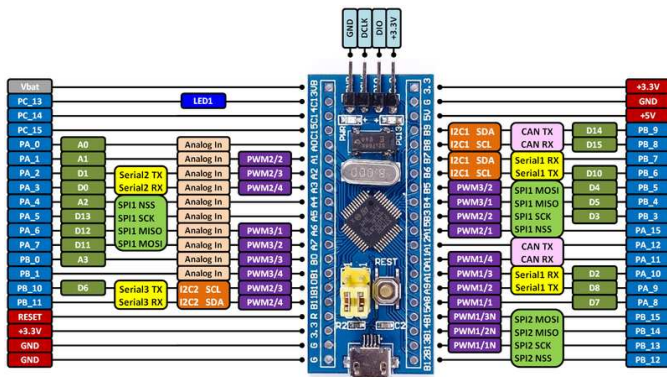 GND DCLK DIO +3.3V
Vbat +3.3V
PC_13 LED1 GND
PC_14 +5V
PC_15 I2C1 SDA CAN TX D14 PB_9
PA_0 A0 Analog In I2C1 SCL CAN RX D15 PB_8
PA_1 A1 Analog In PWM2/2 I2C1 SDA Serial1 RX PB_7
PA_2 D1 Serial2 TX Analog In PWM2/3 I2C1 SCL Serial1 TX D10 PB_6
PA_3 D0 Serial2 RX Analog In PWM2/4 PWM3/2 SPI1 MOSI D4 PB_5
PA_4 A2 SPI1 NSS Analog In PWM3/1 SPI1 MISO D5 PB_4
PA_5 D13 SPI1 SCK Analog In PWM2/2 SPI1 SCK D3 PB_3
PA_6 D12 SPI1 MISO Analog In PWM3/1 PWM2/1 SPI1 NSS PA_15
PA_7 D11 SPI1 MOSI Analog In PWM3/2 CAN TX PA_12
PB_0 A3 Analog In PWM3/3 PWM1/4 CAN RX PA_11
PB_1 Analog In PWM3/4 PWM1/3 Serial1 RX D2 PA_10
PB_10 D6 Serial3 TX I2C2 SCL PWM2/3 PWM1/2 Serial1 TX D8 PA_9
PB_11 Serial3 RX I2C2 SDA PWM2/4 PWM1/1 D7 PA_8
RESET PWM1/3N SPI2 MOSI PB_15
+3.3V PWM1/2N SPI2 MISO PB_14
GND PWM1/1N SPI2 SCK PB_13
GND SPI2 NSS PB_12
PWR PC13
8.000
REST
R2 C2